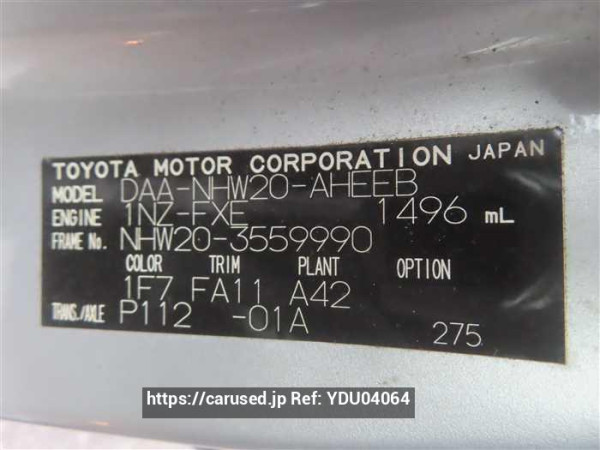 TOYOTA MOTOR CORPORATION JAPAN
MODEL DAA-NHW20-AHEEB
ENGINE 1NZ-FXE 1496 mL
FRAME No. NHW20-3559990
COLOR TRIM PLANT OPTION
1F7 FA11 A42
TRANS./AXLE P112 -01A
275
https://carused.jp Ref: YDU04064